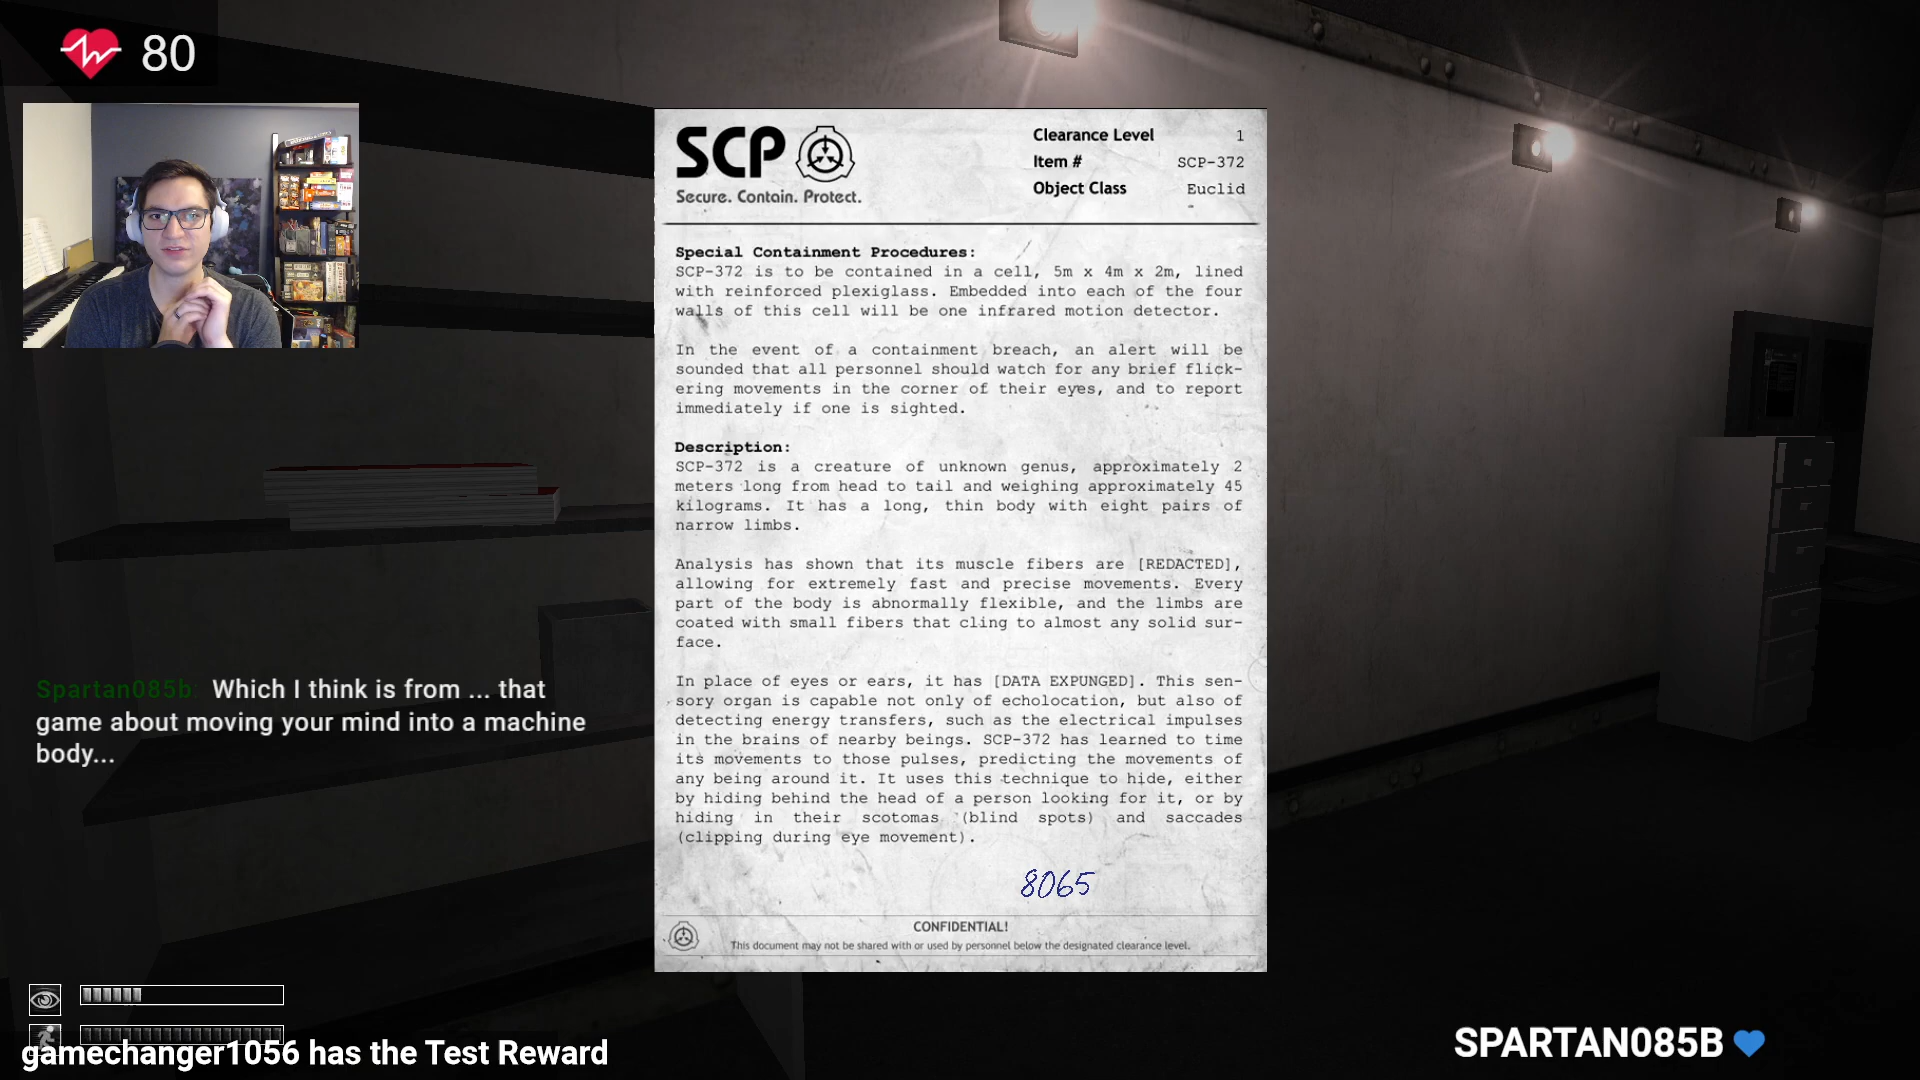 80
SCP
Secure. Contain. Protect.
Clearance Level 1
Item # SCP-372
Object Class Euclid
Special Containment Procedures:
SCP-372 is to be contained in a cell, 5m x 4m x 2m, lined
with reinforced plexiglass. Embedded into each of the four
walls of this cell will be one infrared motion detector.
In the event of a containment breach, an alert will be
sounded that all personnel should watch for any brief flick-
ering movements in the corner of their eyes, and to report
immediately if one is sighted.
Description:
SCP-372 is a creature of unknown genus, approximately 2
meters long from head to tail and weighing approximately 45
kilograms. It has a long, thin body with eight pairs of
narrow limbs.
Analysis has shown that its muscle fibers are [REDACTED],
allowing for extremely fast and precise movements. Every
part of the body is abnormally flexible, and the limbs are
coated with small fibers that cling to almost any solid sur-
face.
In place of eyes or ears, it has [DATA EXPUNGED]. This sen-
sory organ is capable not only of echolocation, but also of
detecting energy transfers, such as the electrical impulses
in the brains of nearby beings. SCP-372 has learned to time
its movements to those pulses, predicting the movements of
any being around it. It uses this technique to hide, either
by hiding behind the head of a person looking for it, or by
hiding in their scotomas (blind spots) and saccades
(clipping during eye movement).
8065
CONFIDENTIAL!
This document may not be shared with or used by personnel below the designated clearance level.
Spartan085b: Which I think is from ... that
game about moving your mind into a machine
body...
gamechanger1056 has the Test Reward
SPARTAN085B